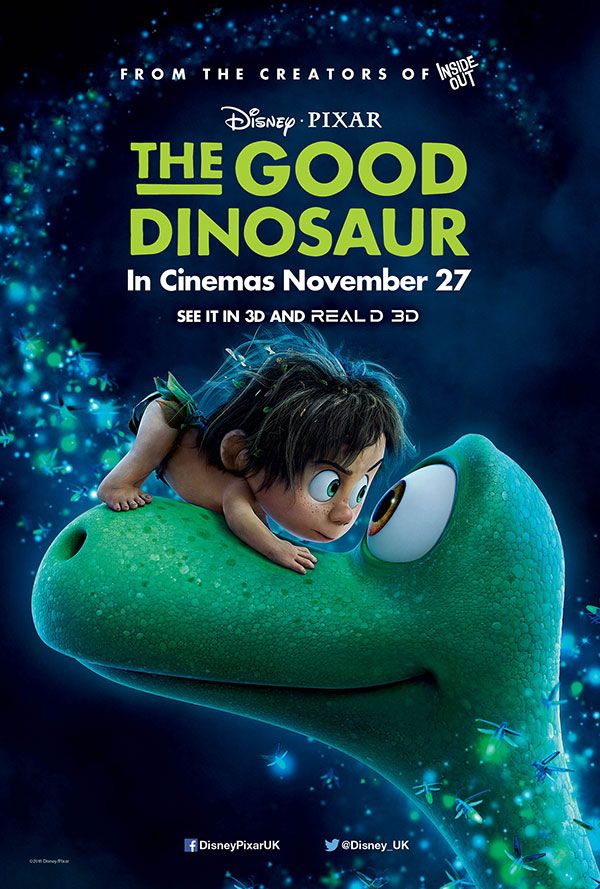 FROM THE CREATORS OF INSIDE OUT
Disney · PIXAR
THE GOOD
DINOSAUR
In Cinemas November 27
SEE IT IN 3D AND REAL D 3D
DisneyPixarUK @Disney_UK